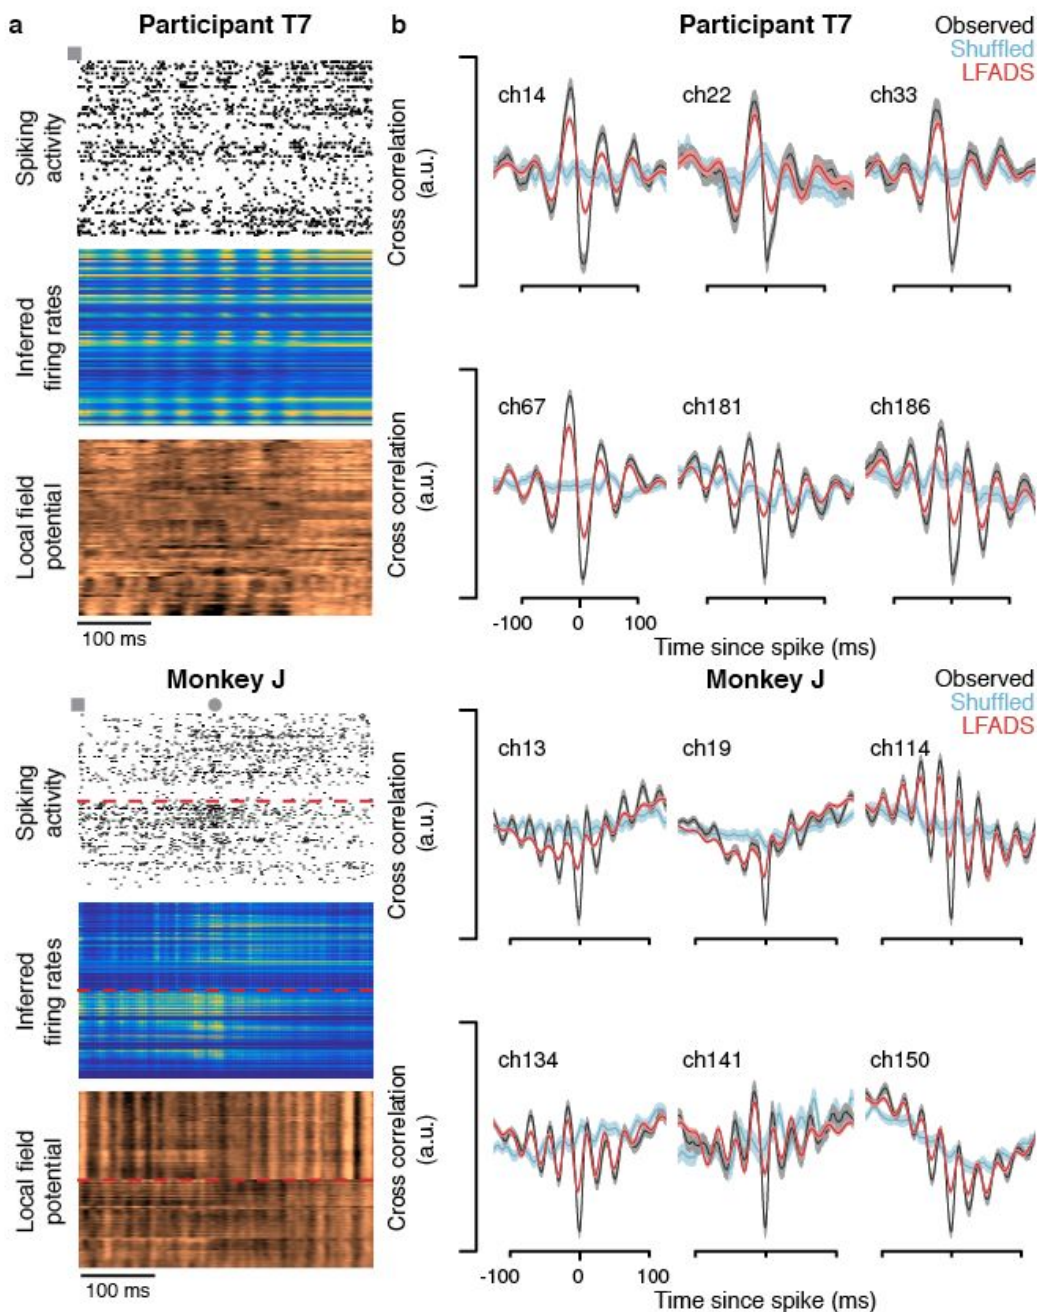 a
Participant T7
Spiking
activity
Inferred
firing rates
Local field
potential
100 ms
b
Participant T7
Observed
Shuffled
LFADS
Cross correlation
(a.u.)
ch14
ch22
ch33
Cross correlation
(a.u.)
ch67
ch181
ch186
-100
0
100
Time since spike (ms)
Monkey J
Spiking
activity
Inferred
firing rates
Local field
potential
100 ms
Monkey J
Observed
Shuffled
LFADS
Cross correlation
(a.u.)
ch13
ch19
ch114
Cross correlation
(a.u.)
ch134
ch141
ch150
-100
0
100
Time since spike (ms)